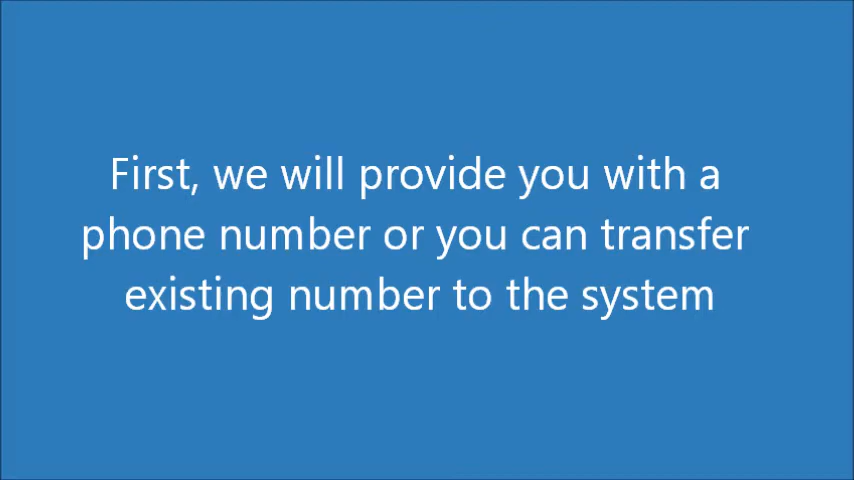 First, we will provide you with a
phone number or you can transfer
existing number to the system